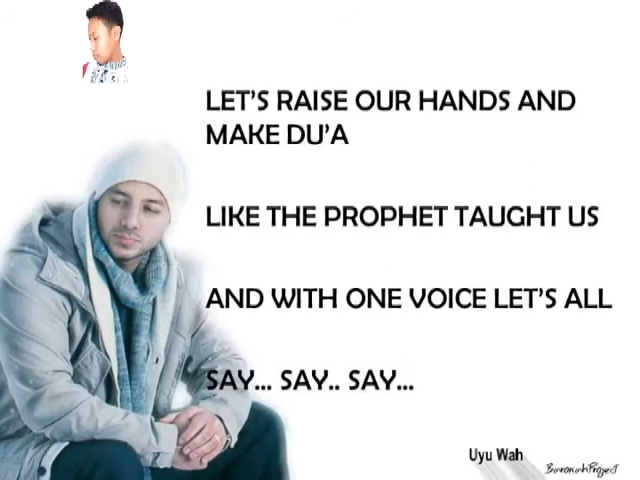 LET'S RAISE OUR HANDS AND
MAKE DU'A
LIKE THE PROPHET TAUGHT US
AND WITH ONE VOICE LET'S ALL
SAY... SAY.. SAY...
Uyu Wah
BarakahProject